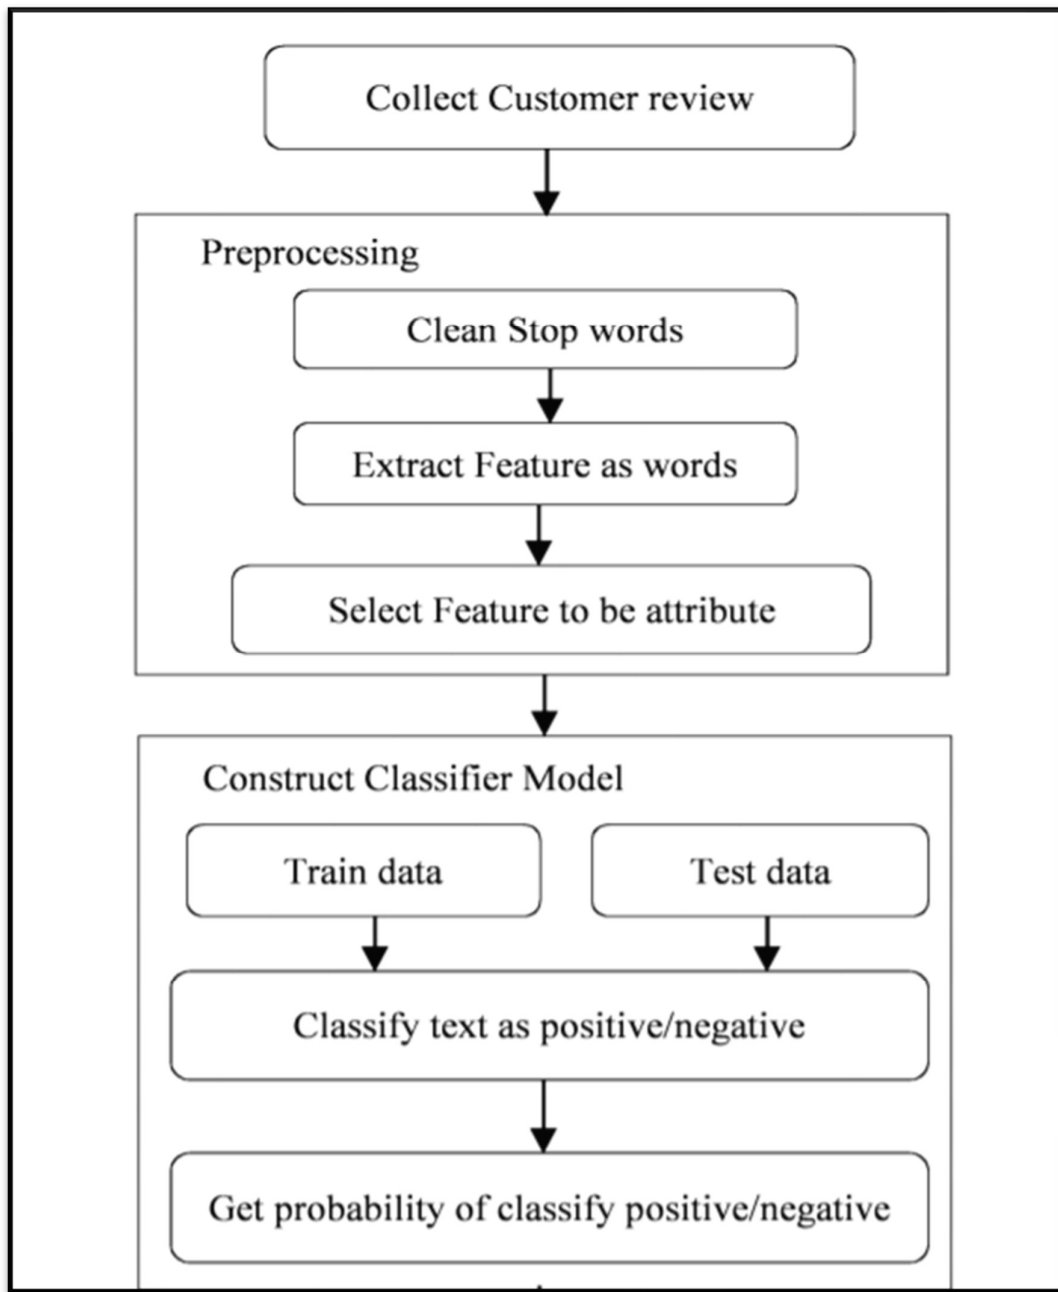 Collect Customer review
Preprocessing
Clean Stop words
Extract Feature as words
Select Feature to be attribute
Construct Classifier Model
Train data
Test data
Classify text as positive/negative
Get probability of classify positive/negative